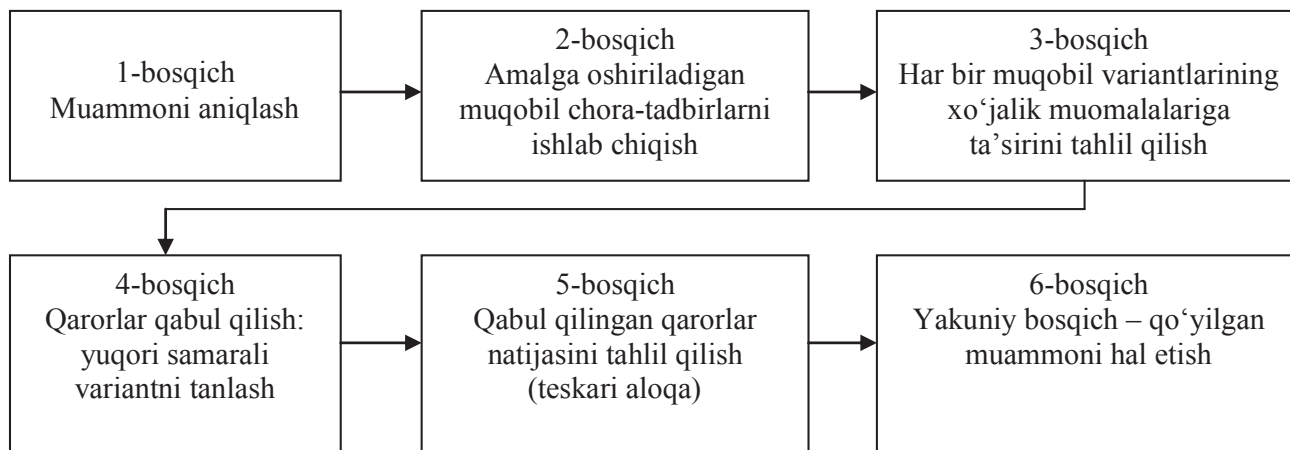 1-bosqich
Muammoni aniqlash
2-bosqich
Amalga oshiriladigan
muqobil chora-tadbirlarni
ishlab chiqish
3-bosqich
Har bir muqobil variantlarining
xo‘jalik muomalalariga
ta’sirini tahlil qilish
4-bosqich
Qarorlar qabul qilish:
yuqori samarali
variantni tanlash
5-bosqich
Qabul qilingan qarorlar
natijasini tahlil qilish
(teskari aloqa)
6-bosqich
Yakuniy bosqich – qo‘yilgan
muammoni hal etish